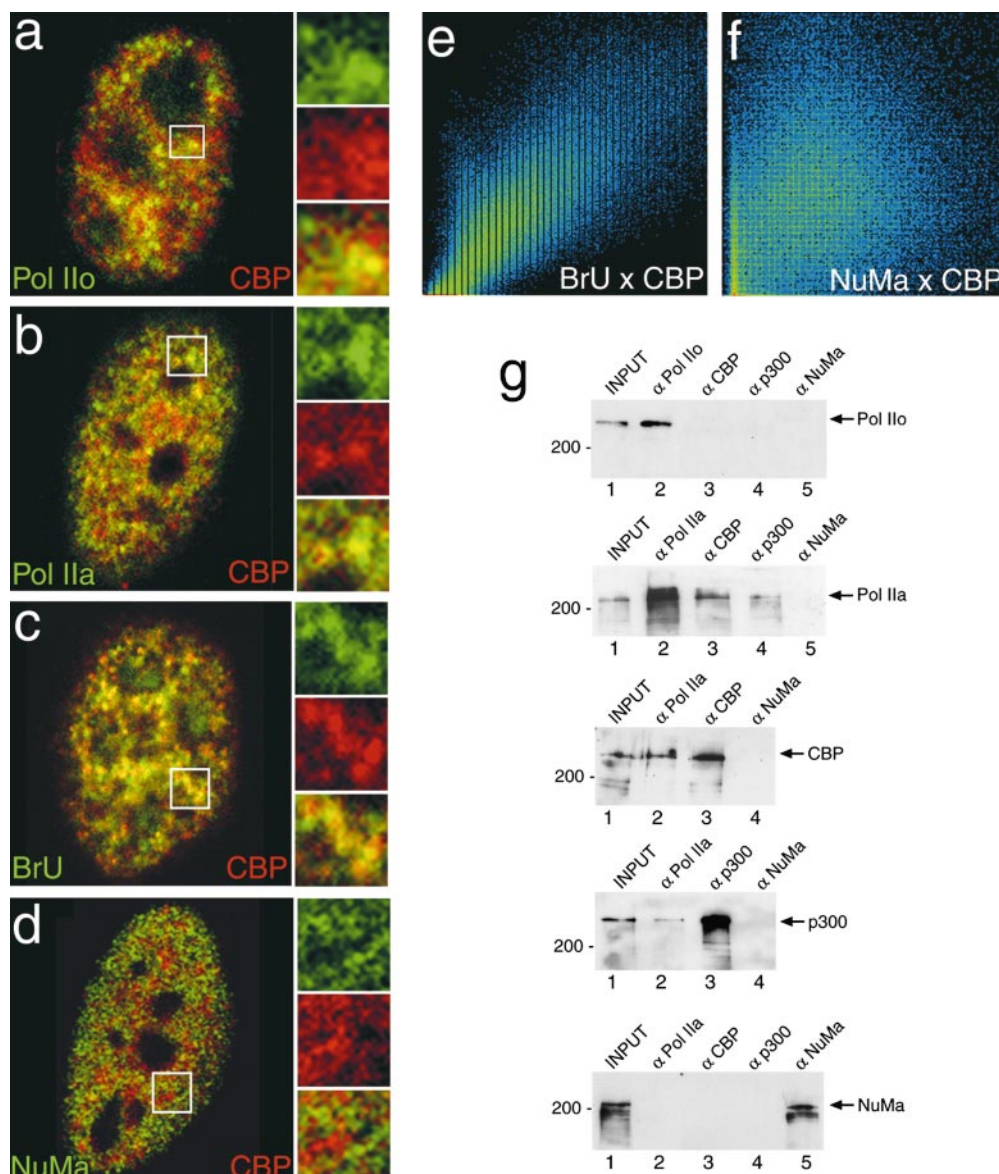 a
Pol IIo CBP
b
Pol IIa CBP
c
BrU CBP
d
NuMa CBP
e
BrU x CBP
f
NuMa x CBP
g
INPUT α Pol IIo α CBP α p300 α NuMa
200 - Pol IIo
1 2 3 4 5
INPUT α Pol IIa α CBP α p300 α NuMa
200 - Pol IIa
1 2 3 4 5
INPUT α Pol IIa α CBP α NuMa
200 - CBP
1 2 3 4
INPUT α Pol IIa α p300 α NuMa
200 - p300
1 2 3 4
INPUT α Pol IIa α CBP α p300 α NuMa
200 - NuMa
1 2 3 4 5